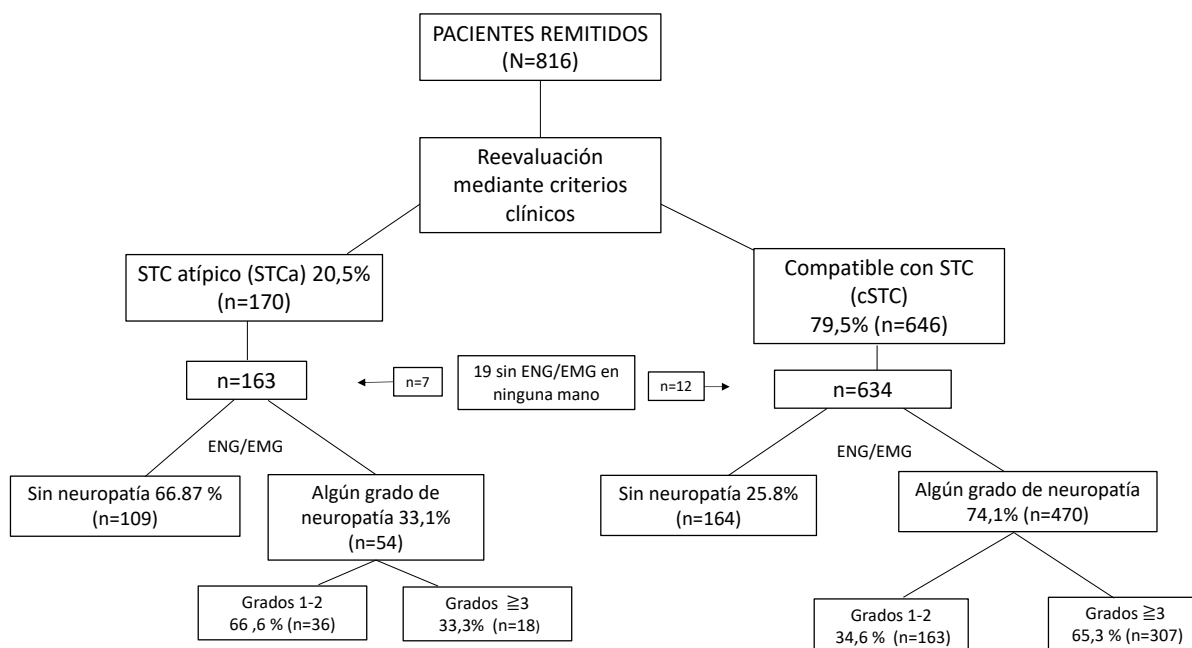 PACIENTES REMITIDOS
(N=816)
Reevaluación
mediante criterios
clínicos
STC atípico (STCa) 20,5%
(n=170)
Compatible con STC
(cSTC)
79,5% (n=646)
n=163
n=7
19 sin ENG/EMG en
ninguna mano
n=12
n=634
ENG/EMG
ENG/EMG
Sin neuropatía 66.87 %
(n=109)
Algún grado de
neuropatía 33,1%
(n=54)
Sin neuropatía 25.8%
(n=164)
Algún grado de neuropatía
74,1% (n=470)
Grados 1-2
66 ,6 % (n=36)
Grados ≧3
33,3% (n=18)
Grados 1-2
34,6 % (n=163)
Grados ≧3
65,3 % (n=307)